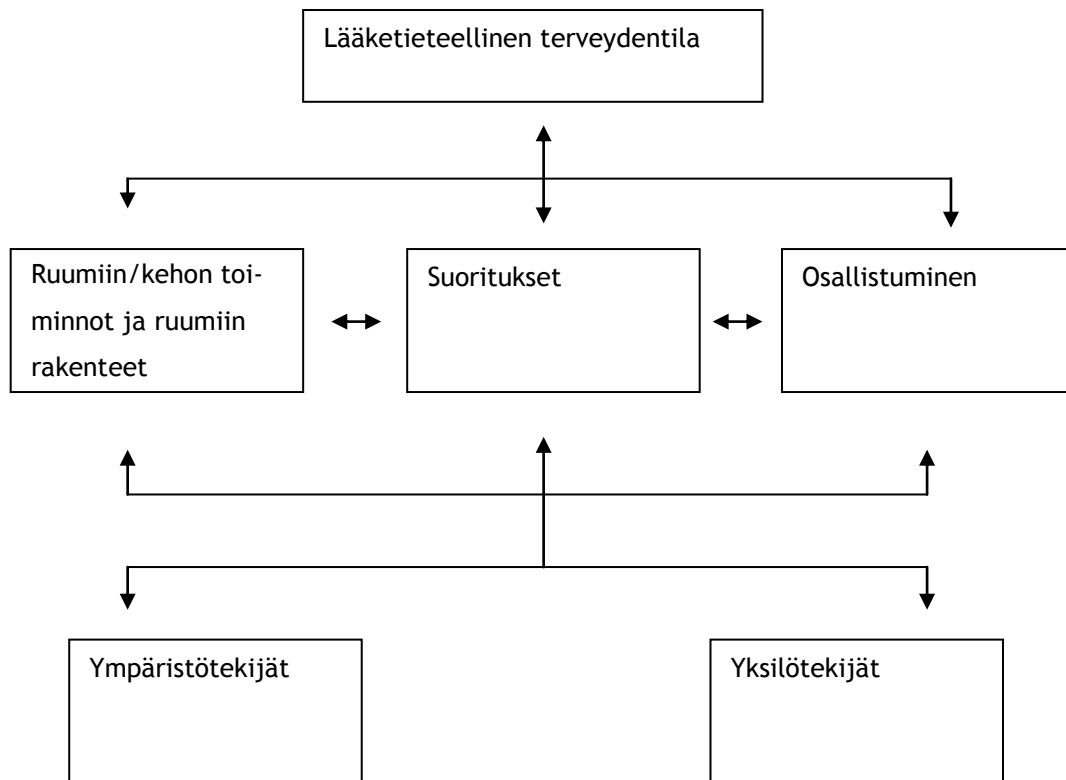 Lääketieteellinen terveydentila
Ruumiin/kehon toi-
minnot ja ruumiin
rakenteet
Suoritukset
Osallistuminen
Ympäristötekijät
Yksilötekijät